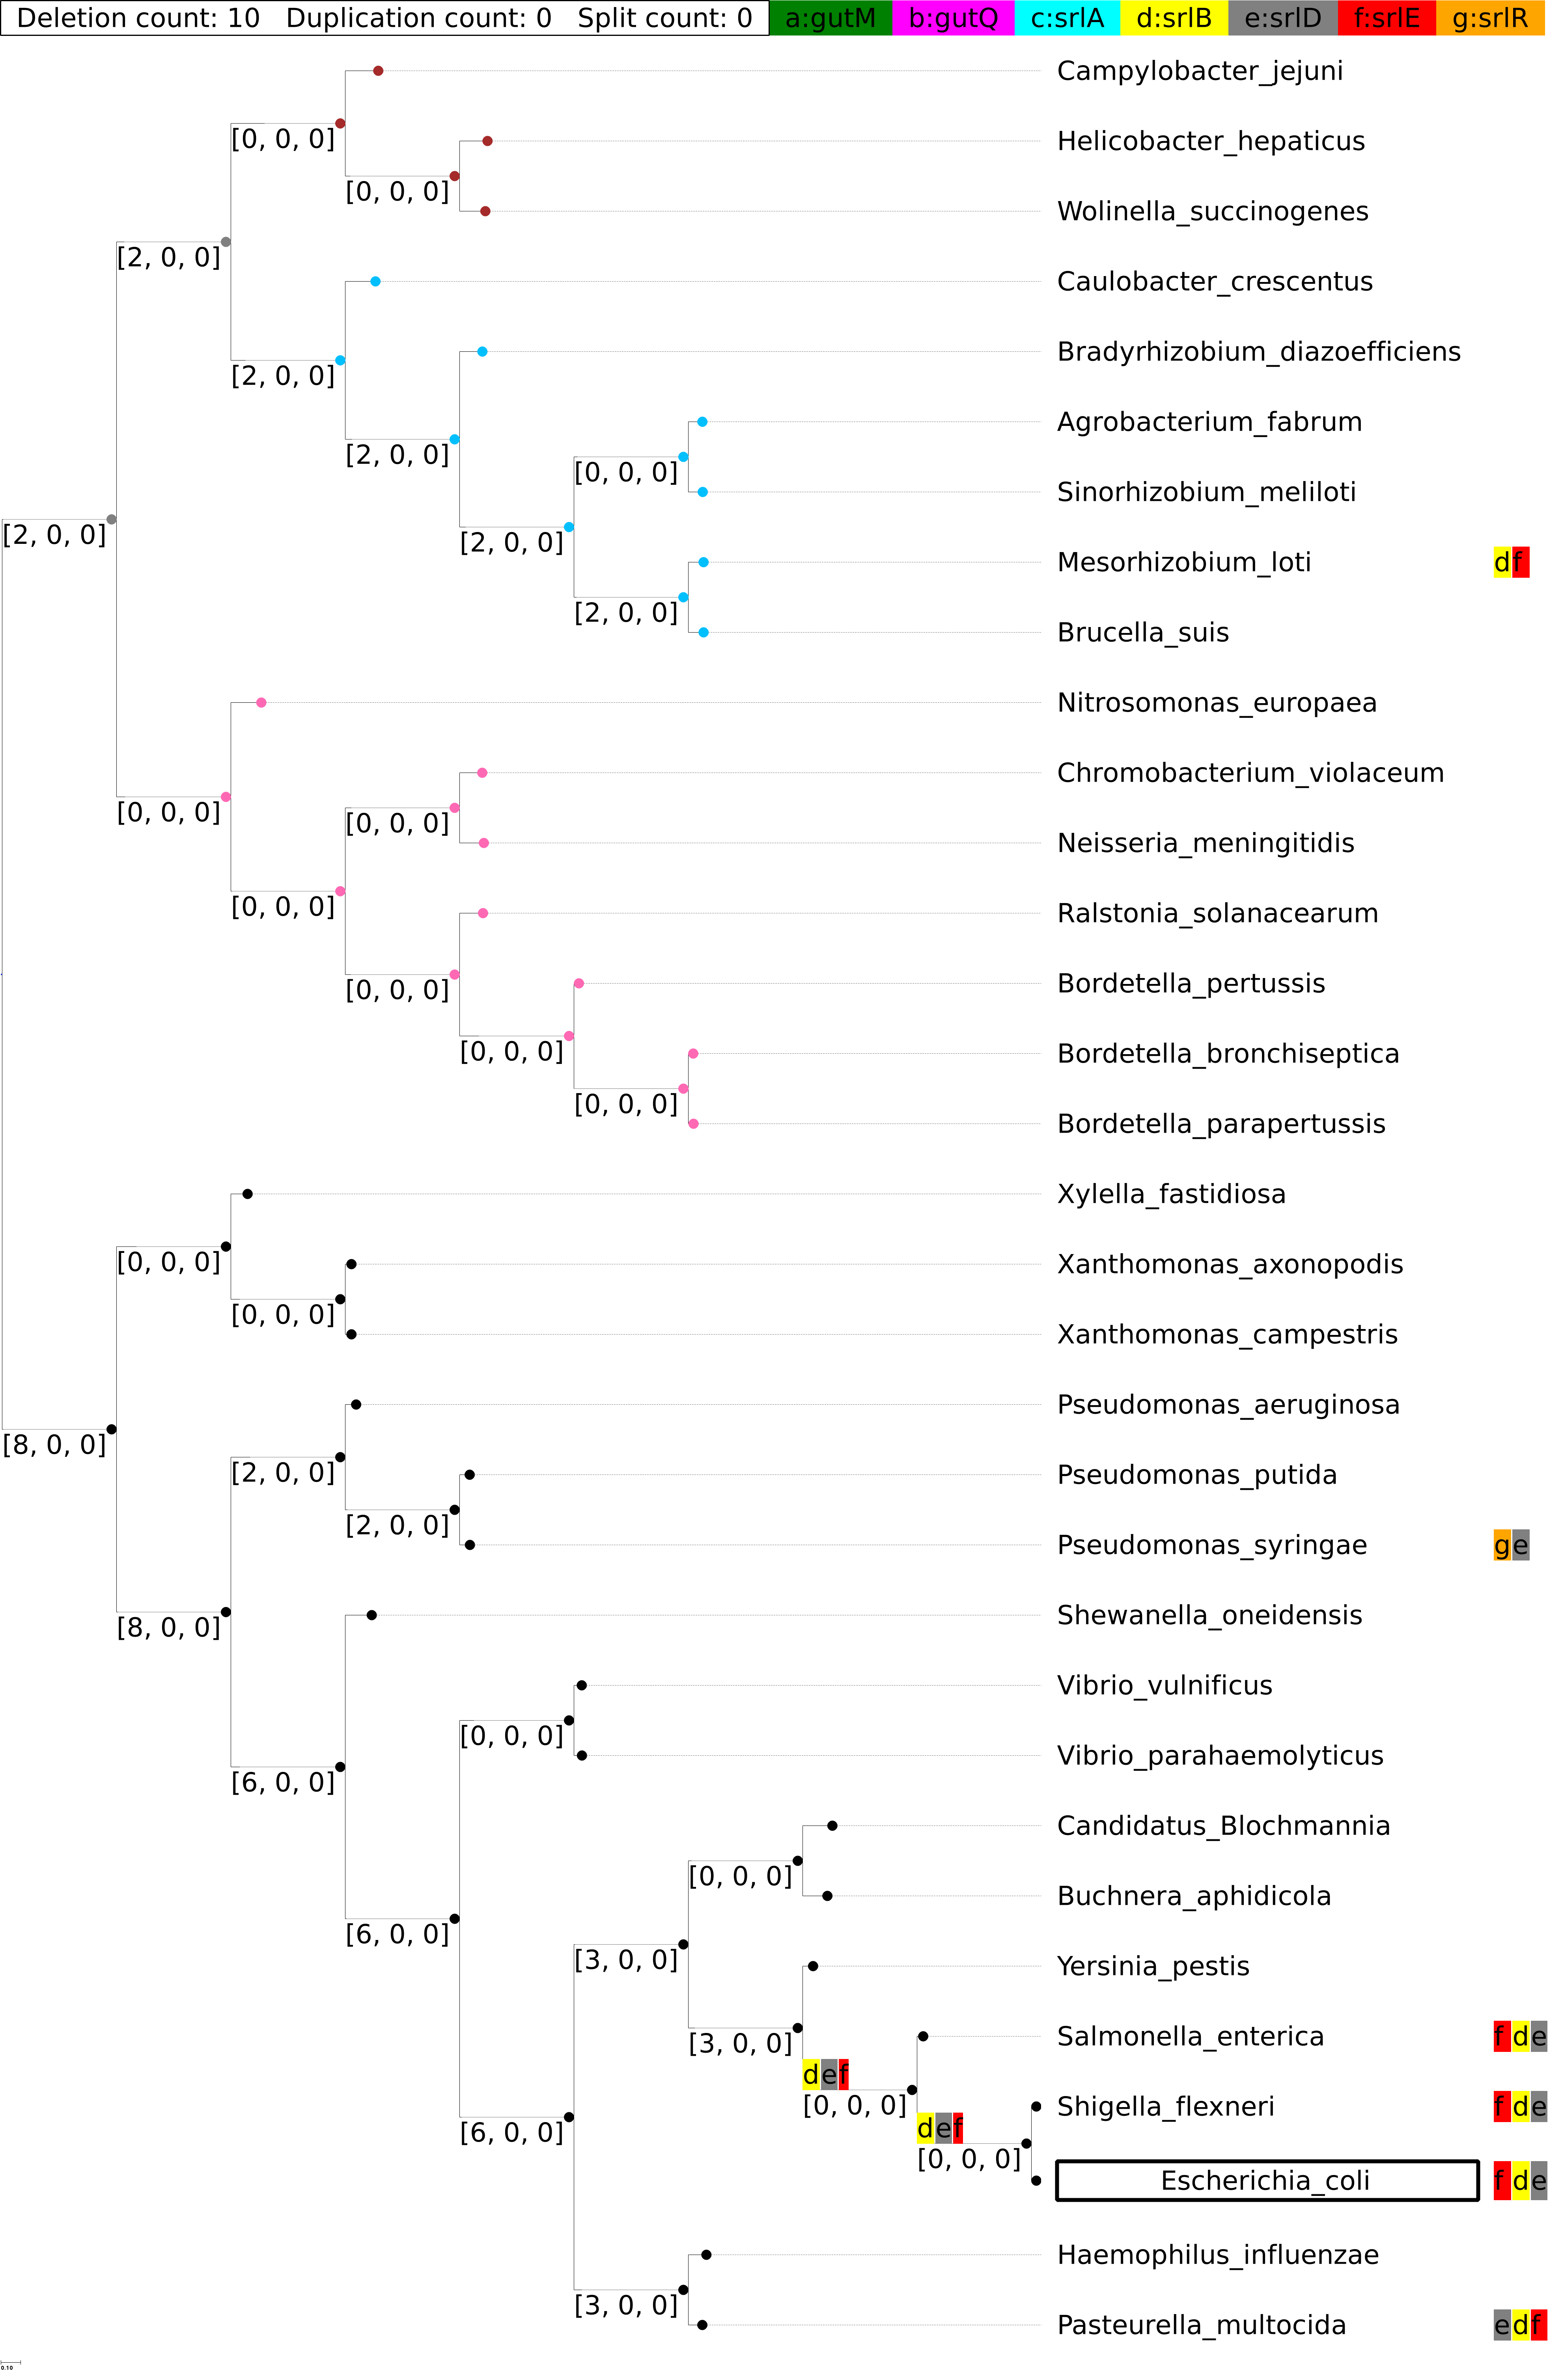 Deletion count: 10 Duplication count: 0 Split count: 0 a:gutM b:gutQ c:srlA d:srlB e:srlD f:srlE g:srlR
Campylobacter_jejuni
[0, 0, 0]
Helicobacter_hepaticus
[0, 0, 0]
Wolinella_succinogenes
[2, 0, 0]
Caulobacter_crescentus
[2, 0, 0]
Bradyrhizobium_diazoefficiens
Agrobacterium_fabrum
[2, 0, 0]
[0, 0, 0]
Sinorhizobium_meliloti
[2, 0, 0]
[2, 0, 0]
Mesorhizobium_loti df
[2, 0, 0]
Brucella_suis
Nitrosomonas_europaea
Chromobacterium_violaceum
[0, 0, 0]
[0, 0, 0]
Neisseria_meningitidis
[0, 0, 0]
Ralstonia_solanacearum
Bordetella_pertussis
[0, 0, 0]
[0, 0, 0]
Bordetella_bronchiseptica
[0, 0, 0]
Bordetella_parapertussis
Xylella_fastidiosa
[0, 0, 0]
Xanthomonas_axonopodis
[0, 0, 0]
Xanthomonas_campestris
Pseudomonas_aeruginosa
[8, 0, 0]
[2, 0, 0]
Pseudomonas_putida
[2, 0, 0]
Pseudomonas_syringae ge
Shewanella_oneidensis
[8, 0, 0]
Vibrio_vulnificus
[0, 0, 0]
Vibrio_parahaemolyticus
[6, 0, 0]
Candidatus_Blochmannia
[0, 0, 0]
Buchnera_aphidicola
[6, 0, 0]
[3, 0, 0]
Yersinia_pestis
Salmonella_enterica fde
[3, 0, 0]
def
[0, 0, 0]
Shigella_flexneri fde
def
[6, 0, 0]
[0, 0, 0]
Escherichia_coli fde
Haemophilus_influenzae
[3, 0, 0]
Pasteurella_multocida edf
0.10